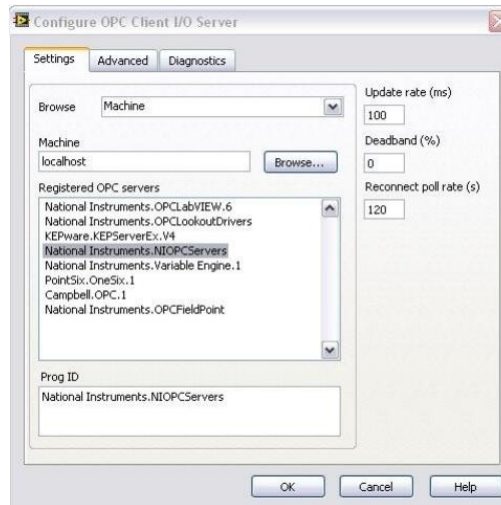 Configure OPC Client I/O Server
Settings
Advanced
Diagnostics
Browse
Machine
Machine
localhost
Browse...
Registered OPC servers
National Instruments.OPCLabVIEW.6
National Instruments.OPCLookoutDrivers
KEPware.KEPServerEx.V4
National Instruments.NIOPCServers
National Instruments.Variable Engine.1
PointSix.OneSix.1
Campbell.OPC.1
National Instruments.OPCFieldPoint
Prog ID
National Instruments.NIOPCServers
Update rate (ms)
100
Deadband (%)
0
Reconnect poll rate (s)
120
OK
Cancel
Help